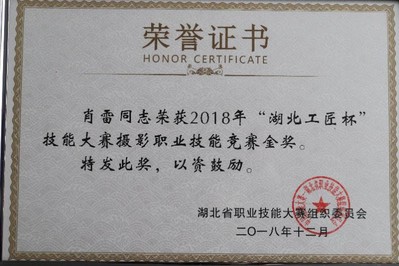 荣誉证书
HONOR CERTIFICATE
肖雷同志荣获2018年“湖北工匠杯”
技能大赛摄影职业技能竞赛金奖。
特发此奖，以资鼓励。
湖北省职业技能大赛组织委员会
二〇一八年十二月